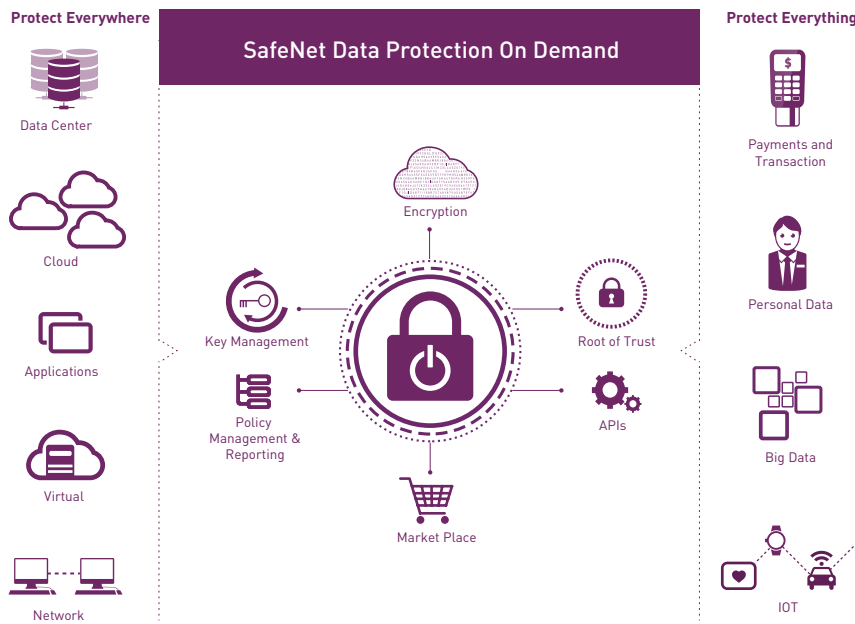 Protect Everywhere
SafeNet Data Protection On Demand
Protect Everything
Data Center
Cloud
Applications
Virtual
Network
Encryption
Key Management
Root of Trust
Policy
Management &
Reporting
APIs
Market Place
$
Payments and
Transaction
Personal Data
Big Data
IOT